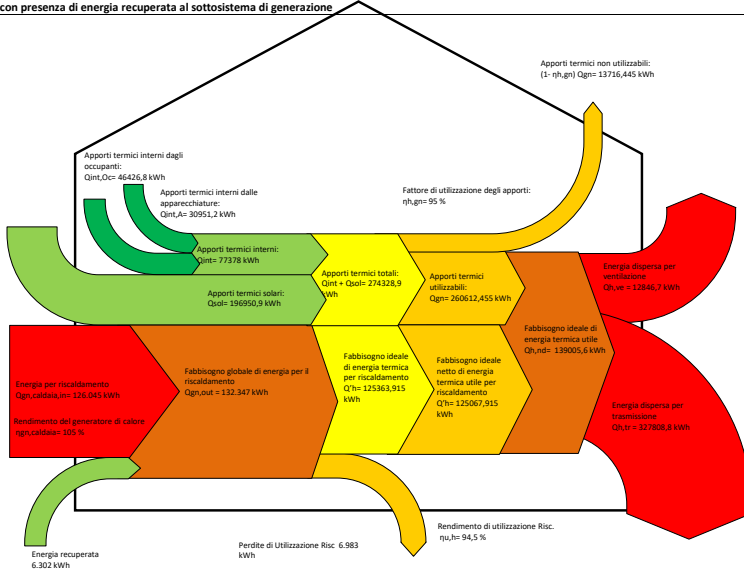 con presenza di energia recuperata al sottosistema di generazione
Apporti termici non utilizzabili:
(1- ηh,gn) Qgn= 13716,445 kWh
Apporti termici interni dagli
occupanti:
Qint,Oc= 46426,8 kWh
Apporti termici interni dalle
apparecchiature:
Qint,A= 30951,2 kWh
Fattore di utilizzazione degli apporti:
ηh,gn= 95 %
Apporti termici interni:
Qint= 77378 kWh
Apporti termici solari:
Qsol= 196950,9 kWh
Apporti termici totali:
Qint + Qsol= 274328,9
kWh
Apporti termici
utilizzabili:
Qgn= 260612,455 kWh
Energia dispersa per
ventilazione
Qh,ve = 12846,7 kWh
Fabbisogno ideale di
energia termica utile
Qh,nd= 139005,6 kWh
Energia per riscaldamento
Qgn,caldaia,in= 126.045 kWh
Rendimento del generatore di calore
ηgn,caldaia= 105 %
Fabbisogno globale di energia per il
riscaldamento
Qgn,out = 132.347 kWh
Fabbisogno ideale
di energia termica
per riscaldamento
Q'h= 125363,915
kWh
Fabbisogno ideale
netto di energia
termica utile per
riscaldamento
Q'h= 125067,915
kWh
Energia dispersa per
trasmissione
Qh,tr = 327808,8 kWh
Energia recuperata
6.302 kWh
Perdite di Utilizzazione Risc 6.983
kWh
Rendimento di utilizzazione Risc.
ηu,h= 94,5 %